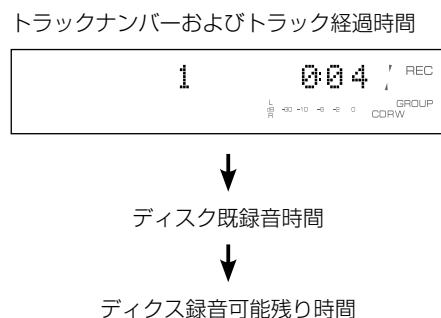 トラックナンバーおよびトラック経過時間
1 0:04 REC
L
dB -30 -10 -6 -2 0 GROUP
R CDRW
ディスク既録音時間
ディクス録音可能残り時間